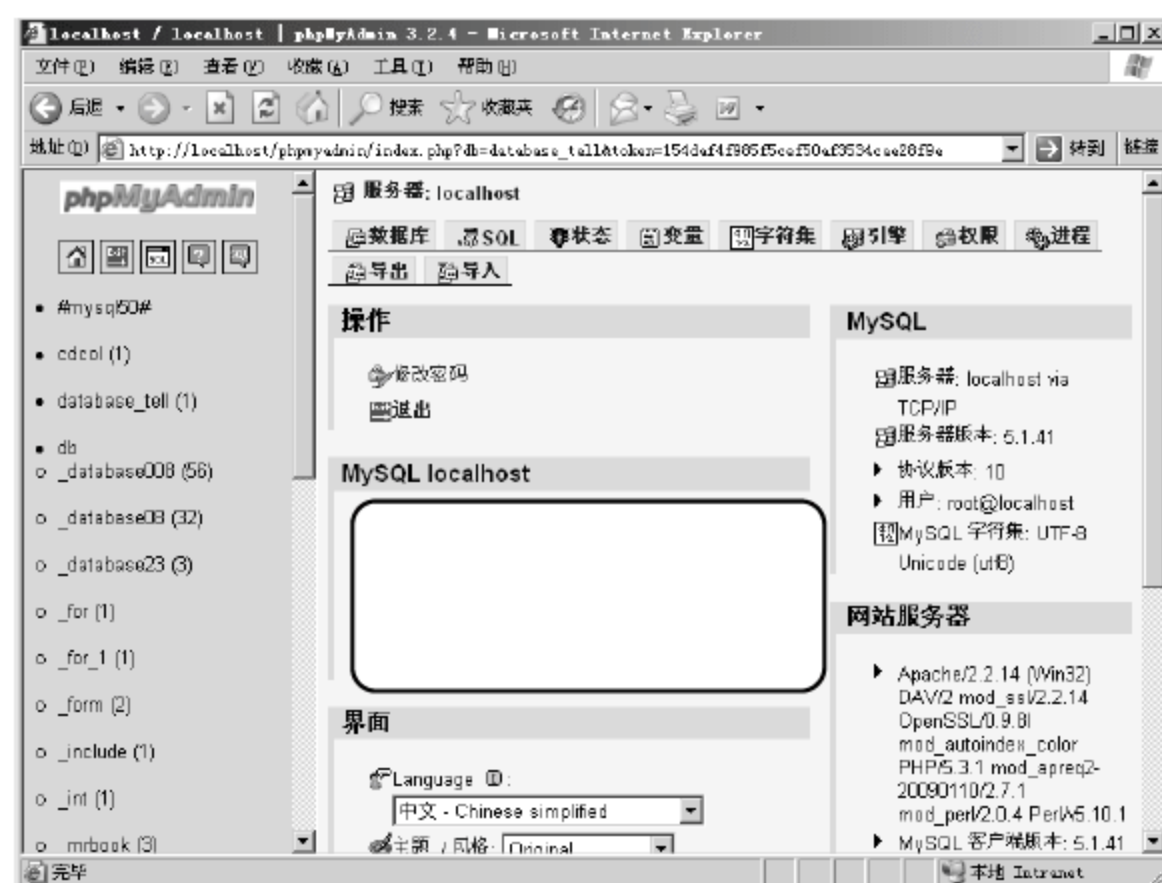 localhost / localhost | phpMyAdmin 3.2.4 - Microsoft Internet Explorer
文件(F) 编辑(E) 查看(V) 收藏(A) 工具(T) 帮助(H)
后退 搜索 收藏夹
地址(D) http://localhost/phpmyadmin/index.php?db=database_tell&token=154daf4f985f5cef50af3534cae28f9e 转到 链接
phpMyAdmin
#mysql50#
cdcol (1)
database_tell (1)
db
_database008 (56)
_database08 (32)
_database23 (3)
_for (1)
_for_1 (1)
_form (2)
_include (1)
_int (1)
_mrbook (3)
服务器: localhost
数据库 SQL 状态 变量 字符集 引擎 权限 进程
导出 导入
操作
修改密码
退出
MySQL localhost
界面
Language:
中文 - Chinese simplified
主题 / 风格: Original
MySQL
服务器: localhost via
TCP/IP
服务器版本: 5.1.41
协议版本: 10
用户: root@localhost
MySQL 字符集: UTF-8
Unicode (utf8)
网站服务器
Apache/2.2.14 (Win32)
DAV/2 mod_ssl/2.2.14
OpenSSL/0.9.8l
mod_autoindex_color
PHP/5.3.1 mod_apreq2-
20090110/2.7.1
mod_perl/2.0.4 Perl/v5.10.1
MySQL 客户端版本: 5.1.41
完毕 本地 Intranet